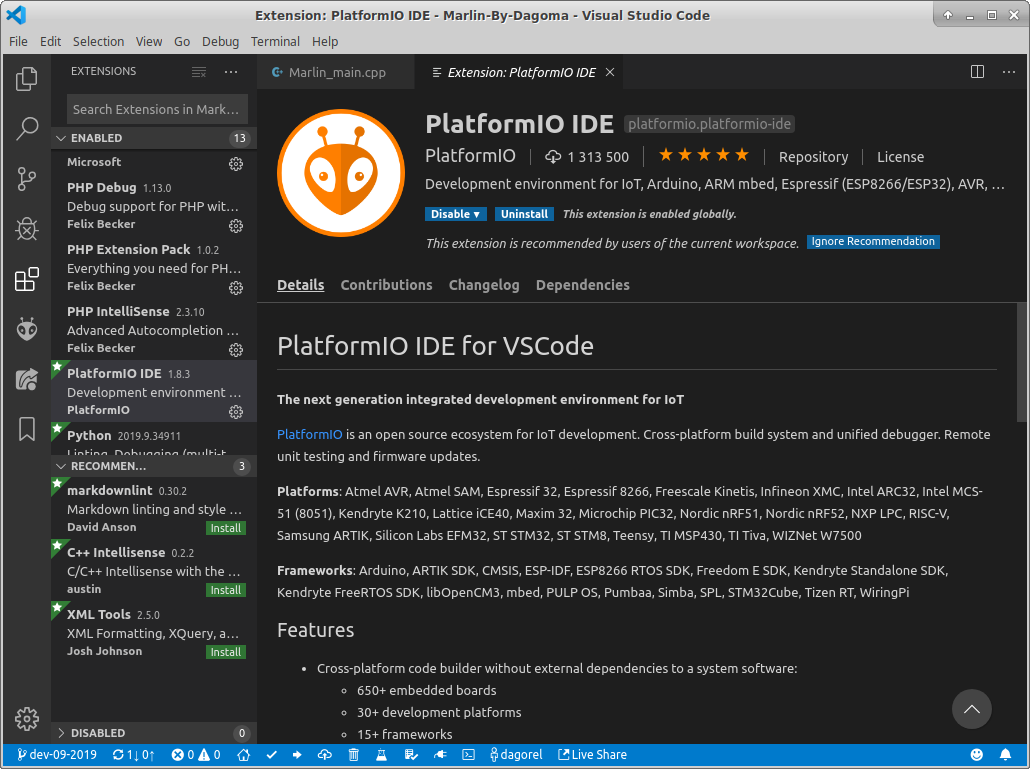 Extension: PlatformIO IDE - Marlin-By-Dagoma - Visual Studio Code
File Edit Selection View Go Debug Terminal Help
EXTENSIONS
Search Extensions in Mark...
ENABLED 13
Microsoft
PHP Debug 1.13.0
Debug support for PHP wit...
Felix Becker
PHP Extension Pack 1.0.2
Everything you need for PH...
Felix Becker
PHP IntelliSense 2.3.10
Advanced Autocompletion ...
Felix Becker
PlatformIO IDE 1.8.3
Development environment ...
PlatformIO
Python 2019.9.34911
Linting, Debugging (multi-t
RECOMMEN... 3
markdownlint 0.30.2
Markdown linting and style ...
David Anson Install
C++ Intellisense 0.2.2
C/C++ Intellisense with the ...
austin Install
XML Tools 2.5.0
XML Formatting, XQuery, a...
Josh Johnson Install
DISABLED 0
Marlin_main.cpp Extension: PlatformIO IDE
PlatformIO IDE platformio.platformio-ide
PlatformIO 1 313 500 Repository License
Development environment for IoT, Arduino, ARM mbed, Espressif (ESP8266/ESP32), AVR, ...
Disable Uninstall This extension is enabled globally.
This extension is recommended by users of the current workspace. Ignore Recommendation
Details Contributions Changelog Dependencies
PlatformIO IDE for VSCode
The next generation integrated development environment for IoT
PlatformIO is an open source ecosystem for IoT development. Cross-platform build system and unified debugger. Remote
unit testing and firmware updates.
Platforms: Atmel AVR, Atmel SAM, Espressif 32, Espressif 8266, Freescale Kinetis, Infineon XMC, Intel ARC32, Intel MCS-
51 (8051), Kendryte K210, Lattice iCE40, Maxim 32, Microchip PIC32, Nordic nRF51, Nordic nRF52, NXP LPC, RISC-V,
Samsung ARTIK, Silicon Labs EFM32, ST STM32, ST STM8, Teensy, TI MSP430, TI Tiva, WIZNet W7500
Frameworks: Arduino, ARTIK SDK, CMSIS, ESP-IDF, ESP8266 RTOS SDK, Freedom E SDK, Kendryte Standalone SDK,
Kendryte FreeRTOS SDK, libOpenCM3, mbed, PULP OS, Pumbaa, Simba, SPL, STM32Cube, Tizen RT, WiringPi
Features
• Cross-platform code builder without external dependencies to a system software:
◦ 650+ embedded boards
◦ 30+ development platforms
◦ 15+ frameworks
dev-09-2019 1↓ 0↑ 0 0 dagorel Live Share